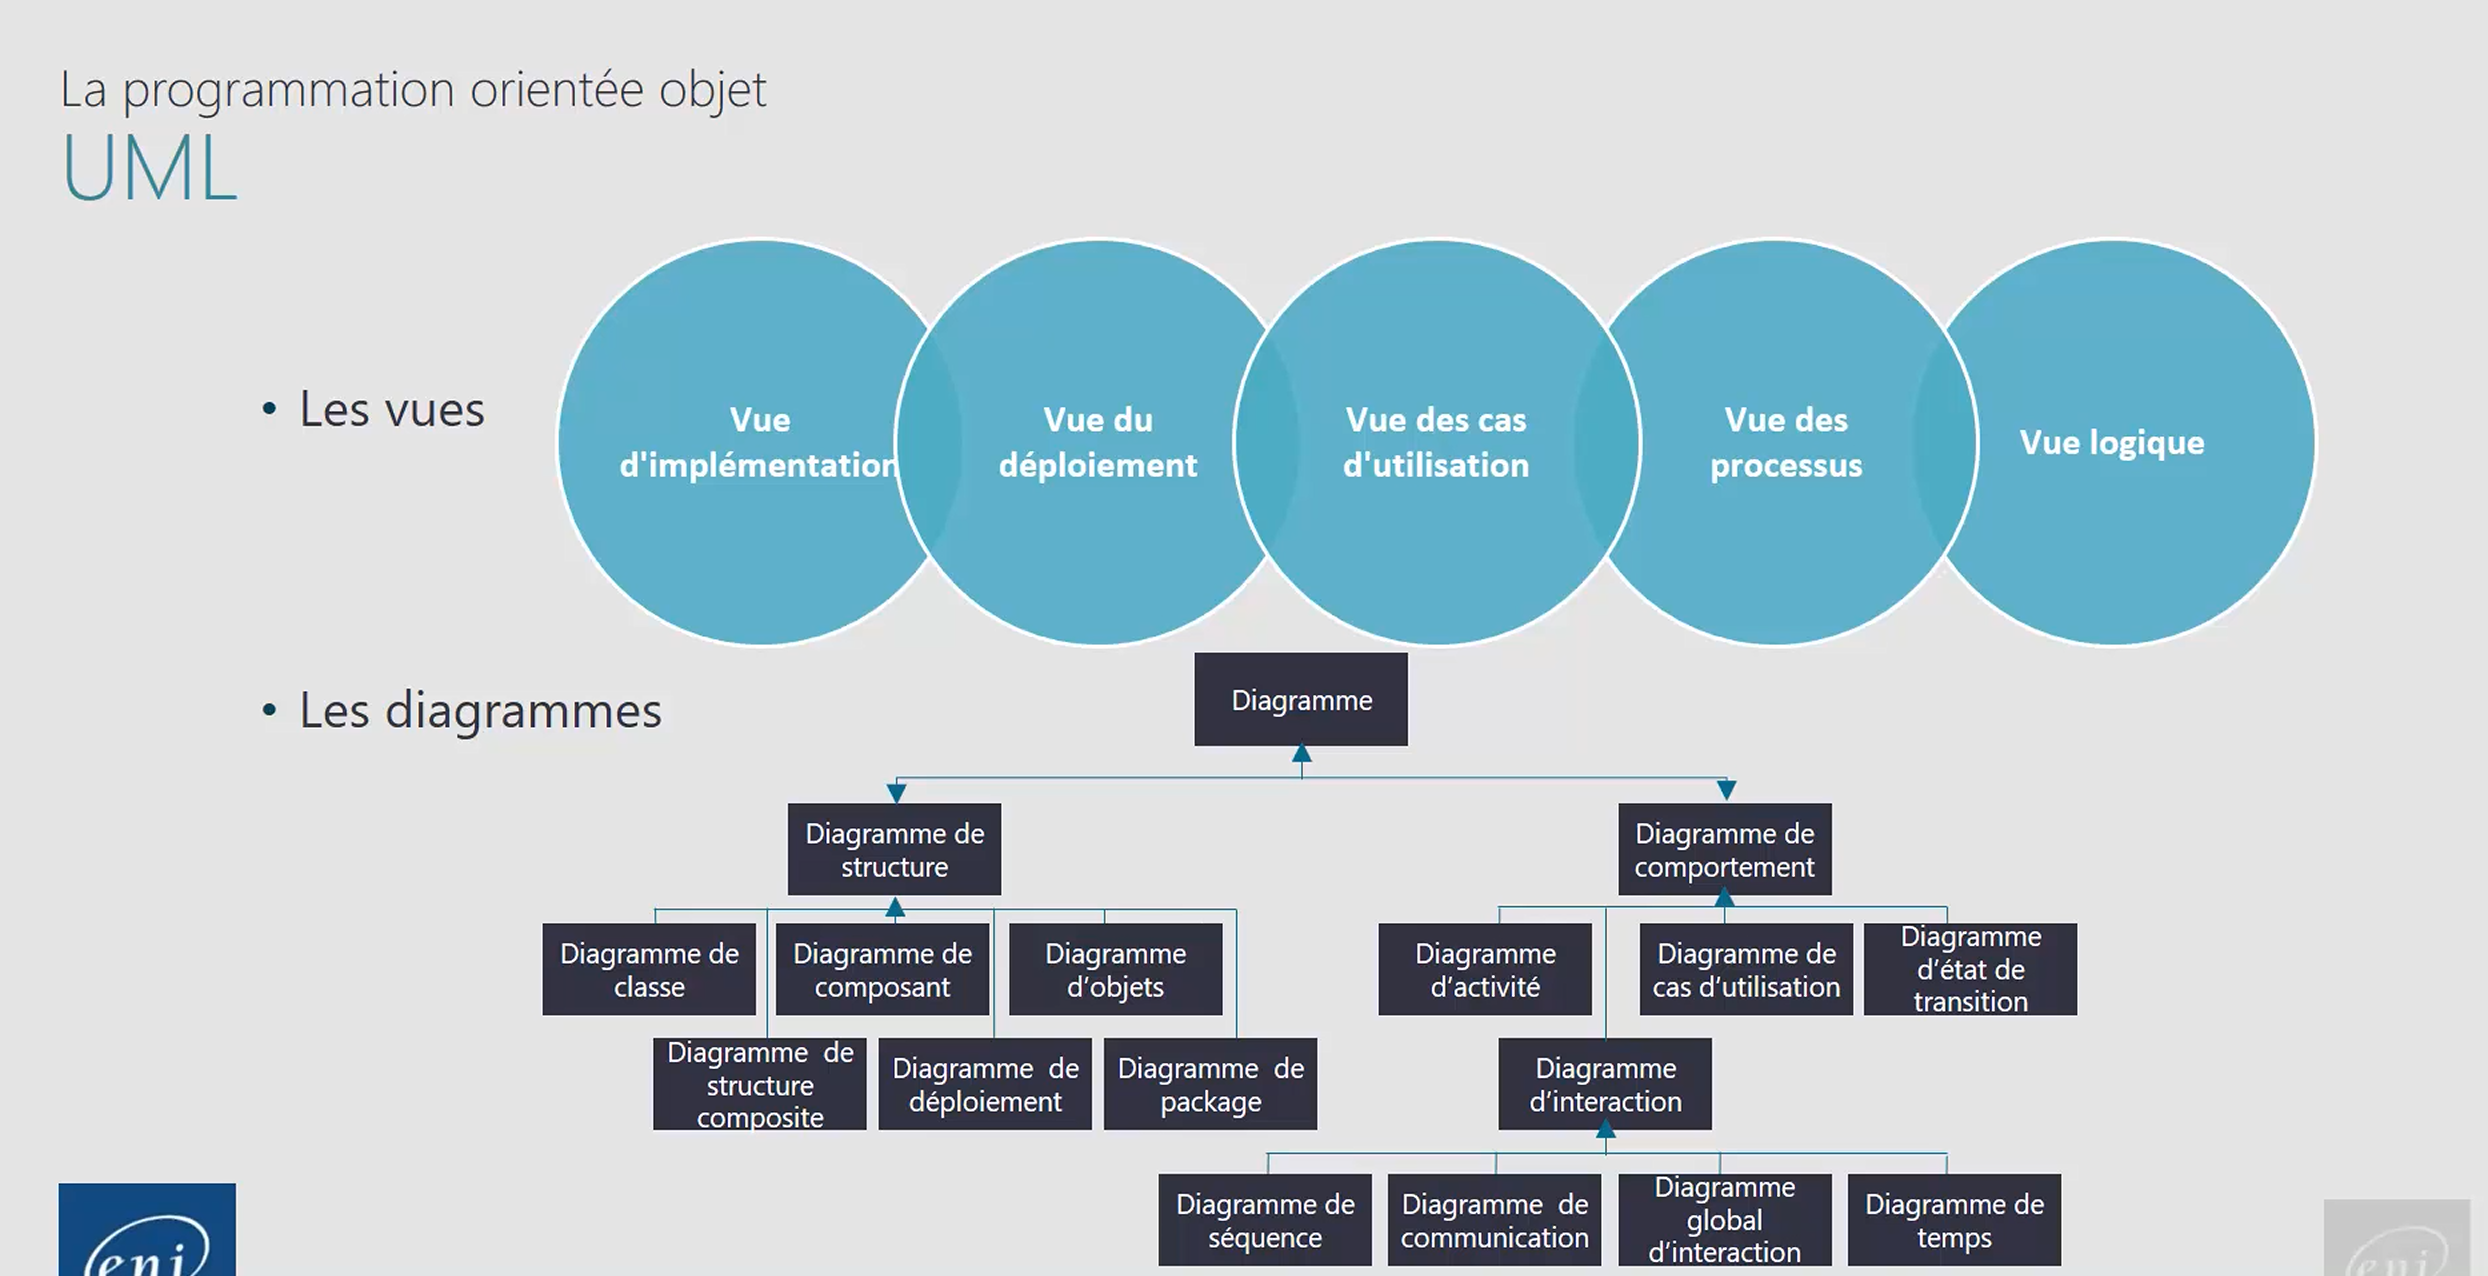 La programmation orientée objet
UML
• Les vues
Vue
d'implémentation
Vue du
déploiement
Vue des cas
d'utilisation
Vue des
processus
Vue logique
• Les diagrammes
Diagramme
Diagramme de
structure
Diagramme de
comportement
Diagramme de
classe
Diagramme de
composant
Diagramme
d’objets
Diagramme
d’activité
Diagramme de
cas d’utilisation
Diagramme
d’état de
transition
Diagramme de
structure
composite
Diagramme de
déploiement
Diagramme de
package
Diagramme
d’interaction
Diagramme de
séquence
Diagramme de
communication
Diagramme
global
d’interaction
Diagramme de
temps
eni
eni